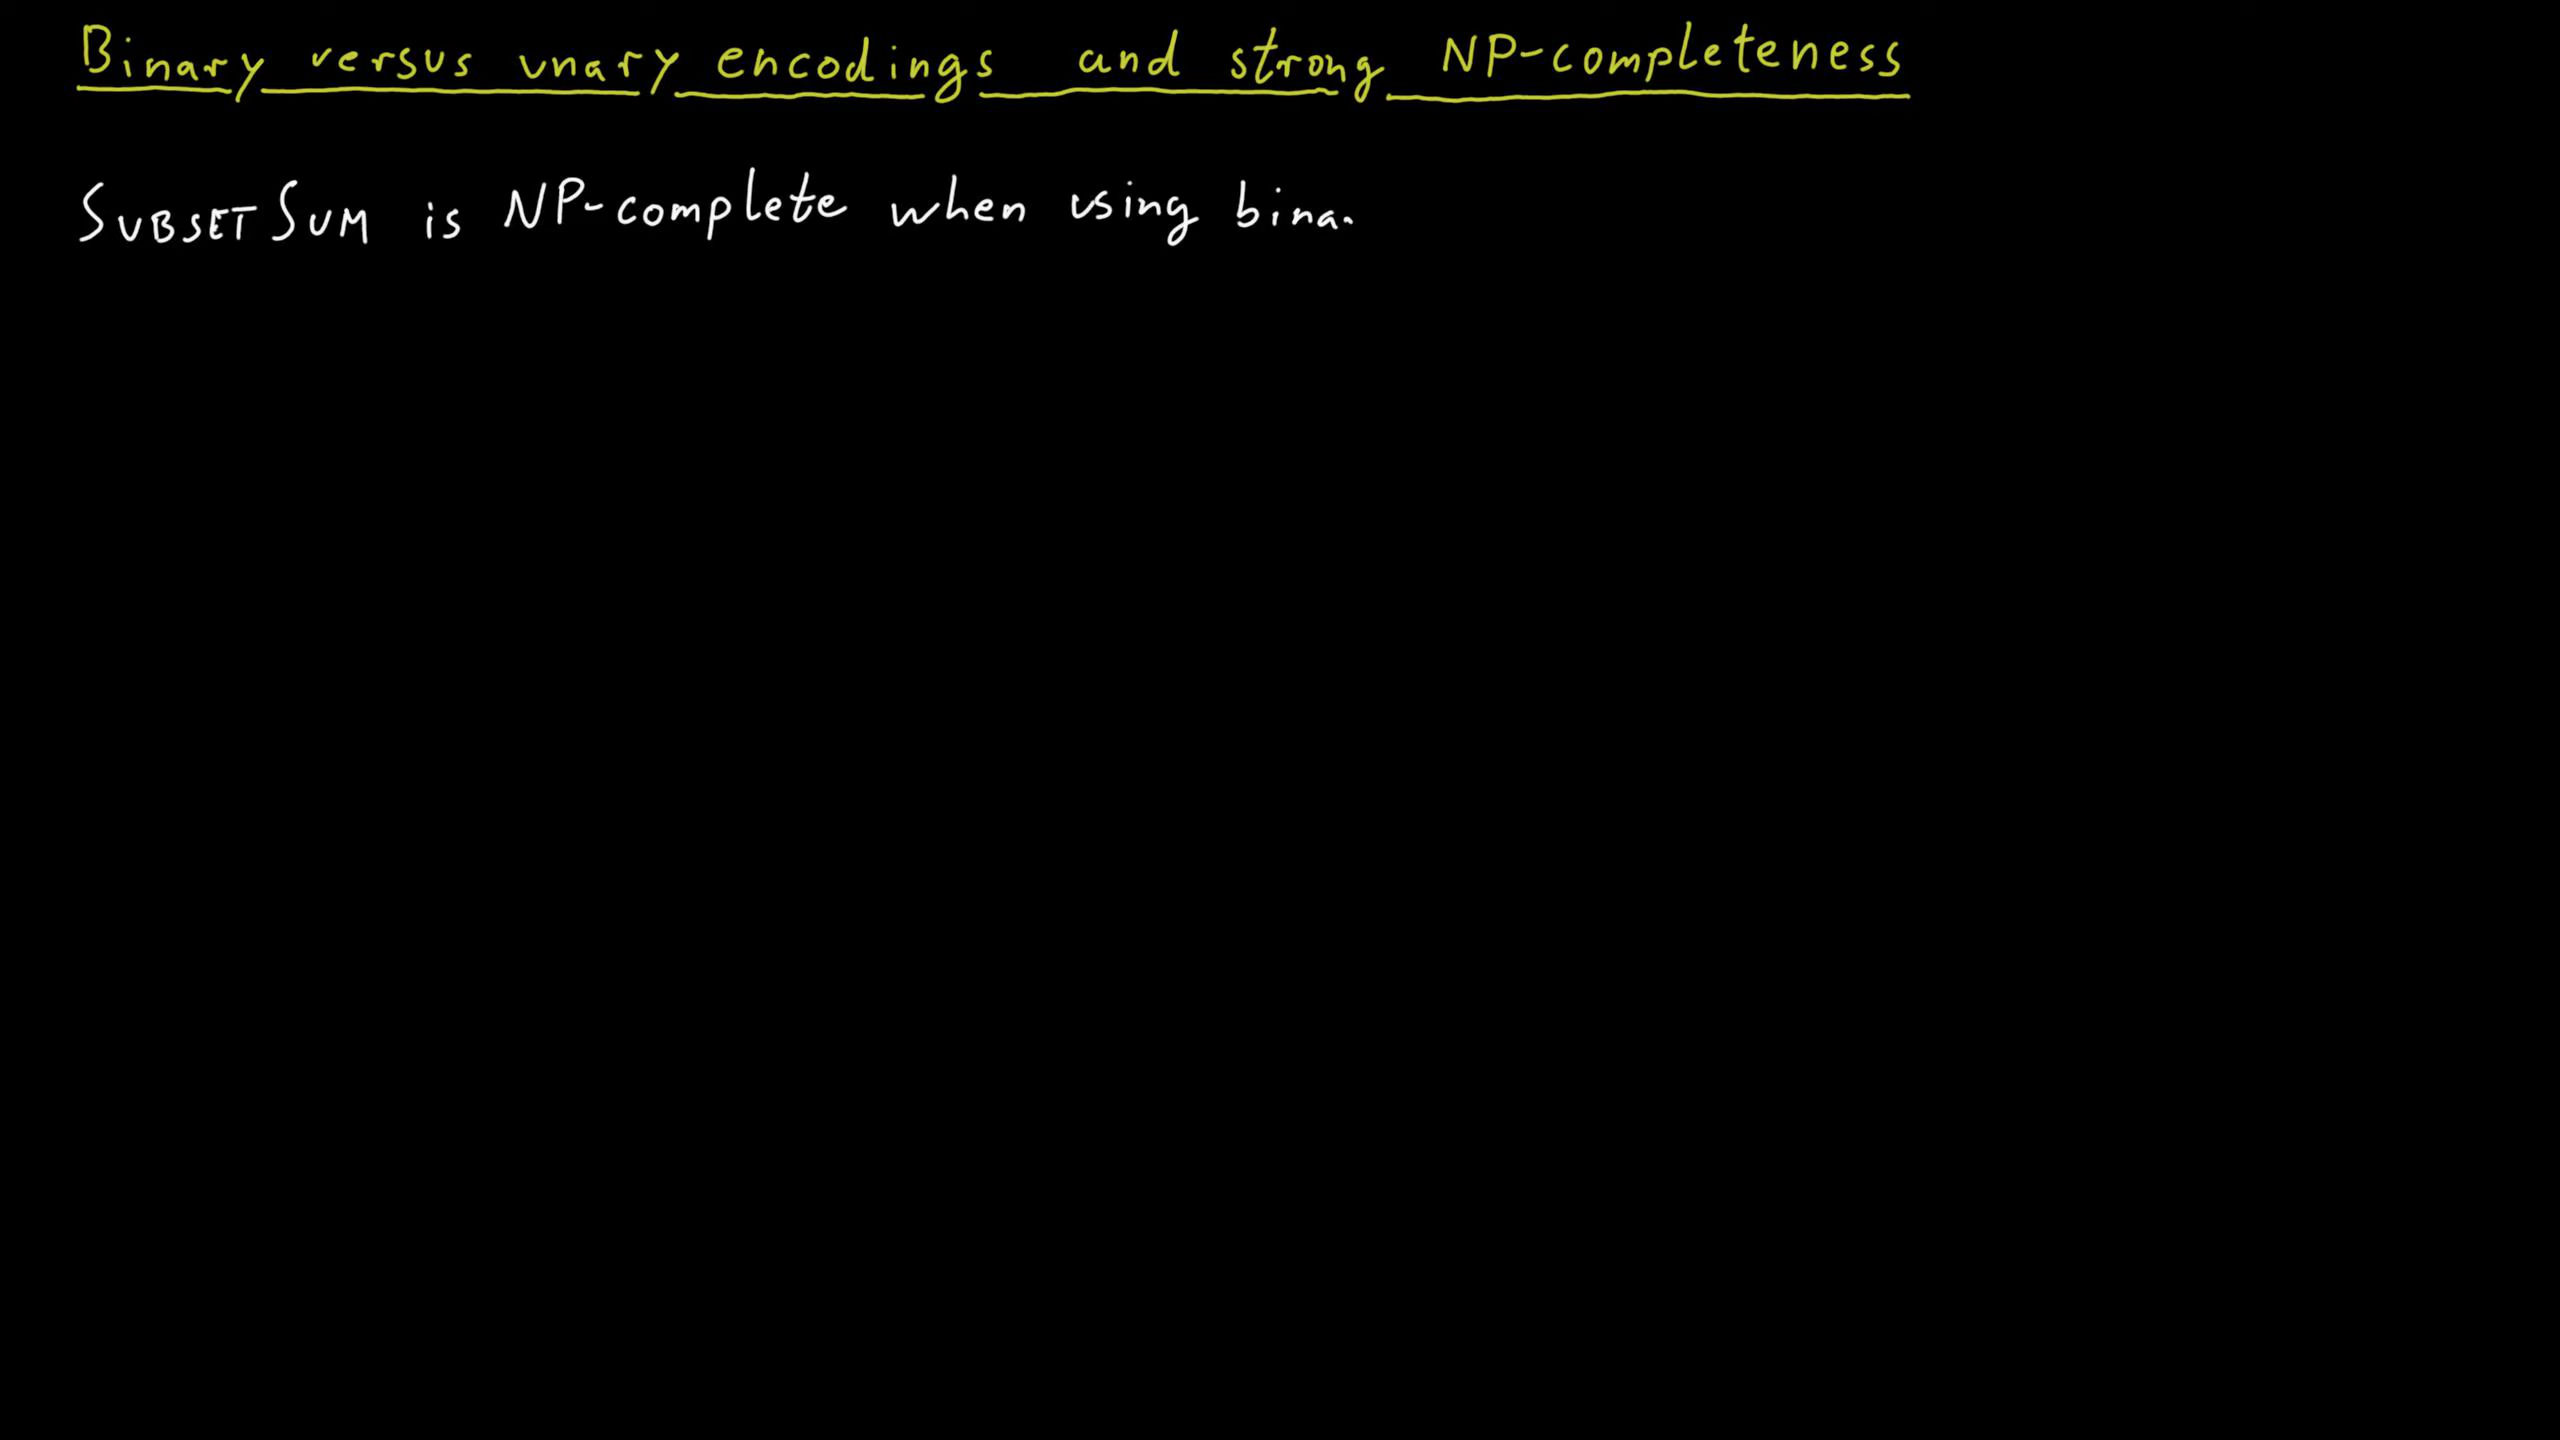 Binary versus unary encodings and strong NP-completeness
SUBSETSUM is NP-complete when using bina